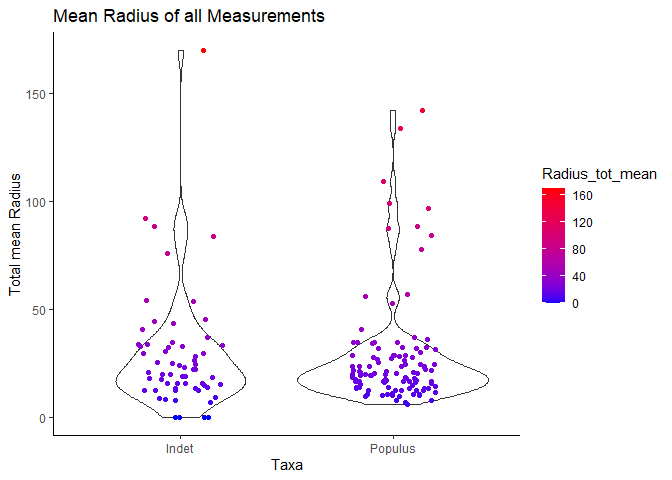 Mean Radius of all Measurements
Total mean Radius
150
100
50
0
Indet
Populus
Taxa
Radius_tot_mean
160
120
80
40
0